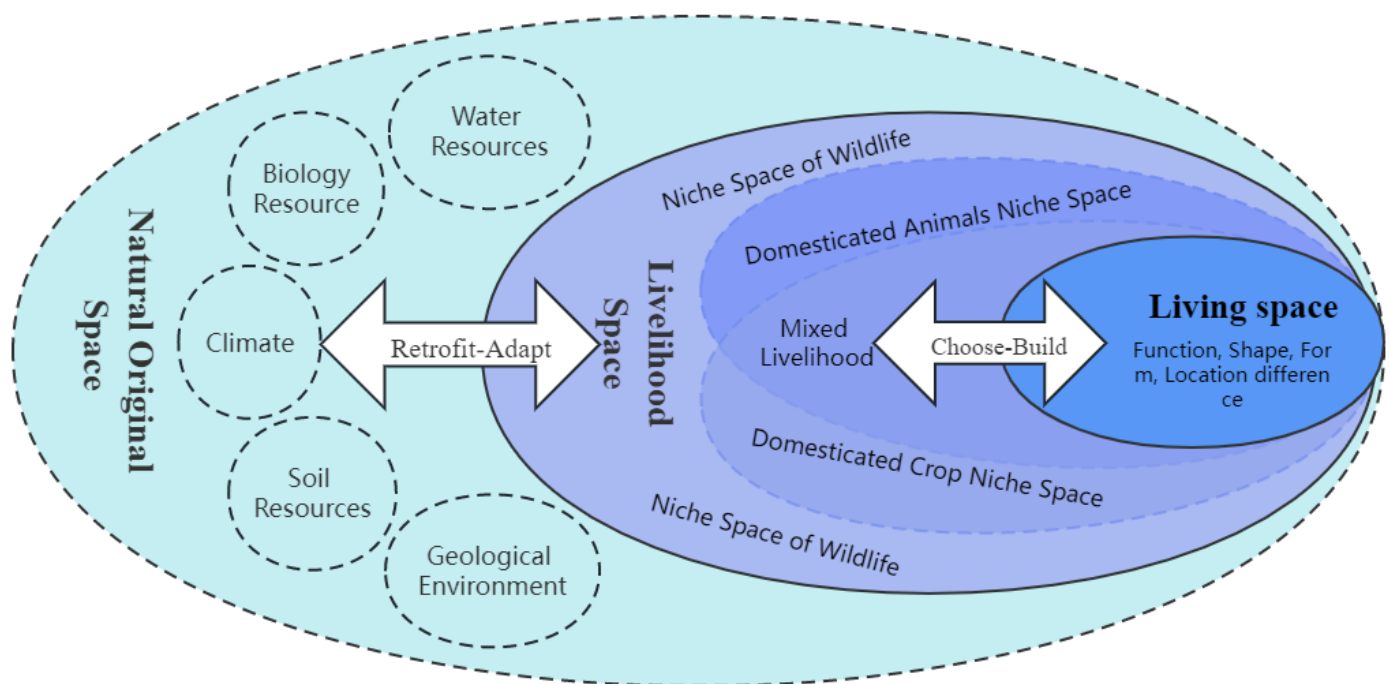 Water
Resources
Biology
Resource
Natural Original
Space
Climate
Soil
Resources
Geological
Environment
Retrofit-Adapt
Livelihood
Space
Niche Space of Wildlife
Domesticated Animals Niche Space
Mixed
Livelihood
Domesticated Crop Niche Space
Niche Space of Wildlife
Choose-Build
Living space
Function, Shape, For
m, Location differen
ce